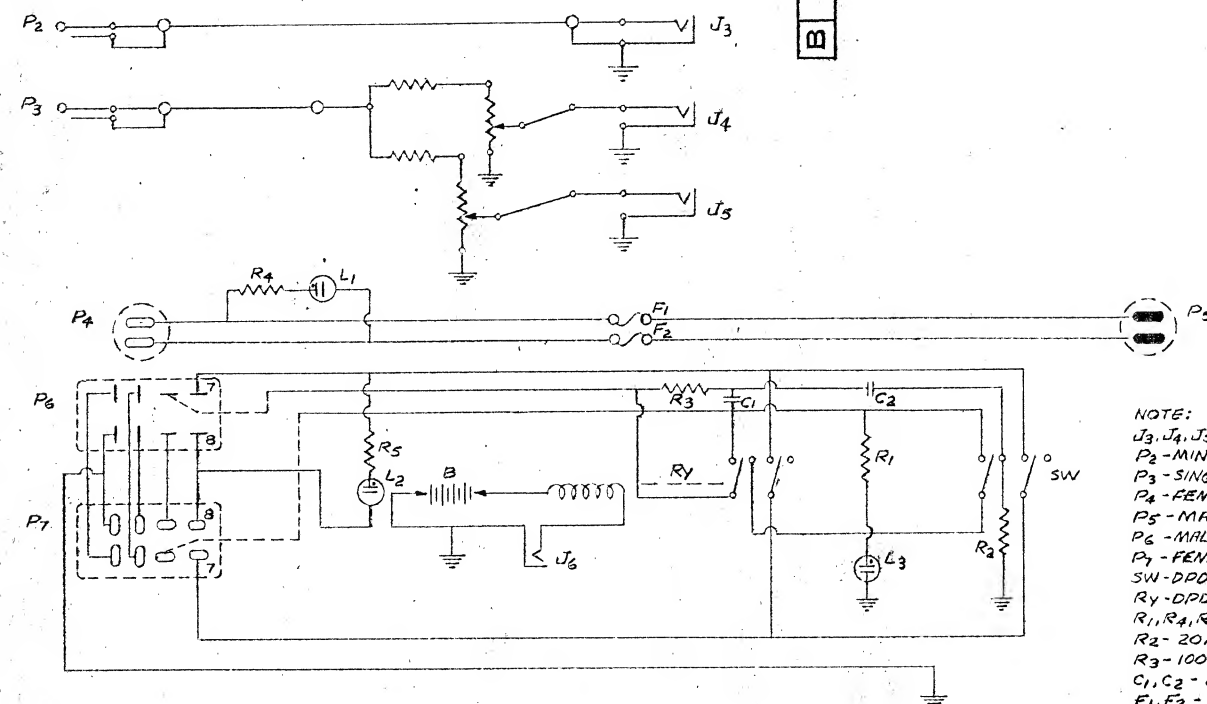 B
P2
J3
P3
J4
J5
R4
L1
P4
F1
F2
P5
P6
7
8
R3
C1
C2
R5
L2
B
Ry
R1
SW
P7
8
7
J6
L3
R2
NOTE:
J3, J4, J5
P2 - MIN
P3 - SING
P4 - FEM
P5 - MA
P6 - MAL
P7 - FEM
SW - DPD
Ry - DPD
R1, R4, R
R2 - 20,
R3 - 100
C1, C2 -
F1, F2 -